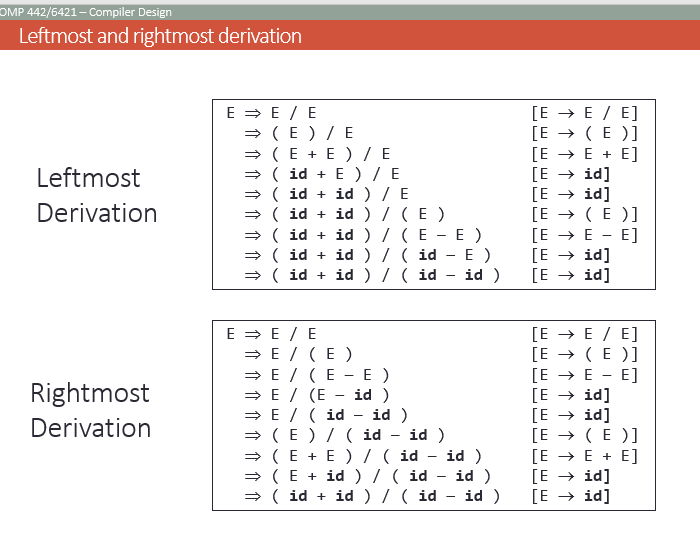 OMP 442/6421 – Compiler Design
Leftmost and rightmost derivation
Leftmost
Derivation
E ⇒ E / E [E → E / E]
⇒ ( E ) / E [E → ( E )]
⇒ ( E + E ) / E [E → E + E]
⇒ ( id + E ) / E [E → id]
⇒ ( id + id ) / E [E → id]
⇒ ( id + id ) / ( E ) [E → ( E )]
⇒ ( id + id ) / ( E – E ) [E → E – E]
⇒ ( id + id ) / ( id – E ) [E → id]
⇒ ( id + id ) / ( id – id ) [E → id]
Rightmost
Derivation
E ⇒ E / E [E → E / E]
⇒ E / ( E ) [E → ( E )]
⇒ E / ( E – E ) [E → E – E]
⇒ E / (E – id ) [E → id]
⇒ E / ( id – id ) [E → id]
⇒ ( E ) / ( id – id ) [E → ( E )]
⇒ ( E + E ) / ( id – id ) [E → E + E]
⇒ ( E + id ) / ( id – id ) [E → id]
⇒ ( id + id ) / ( id – id ) [E → id]